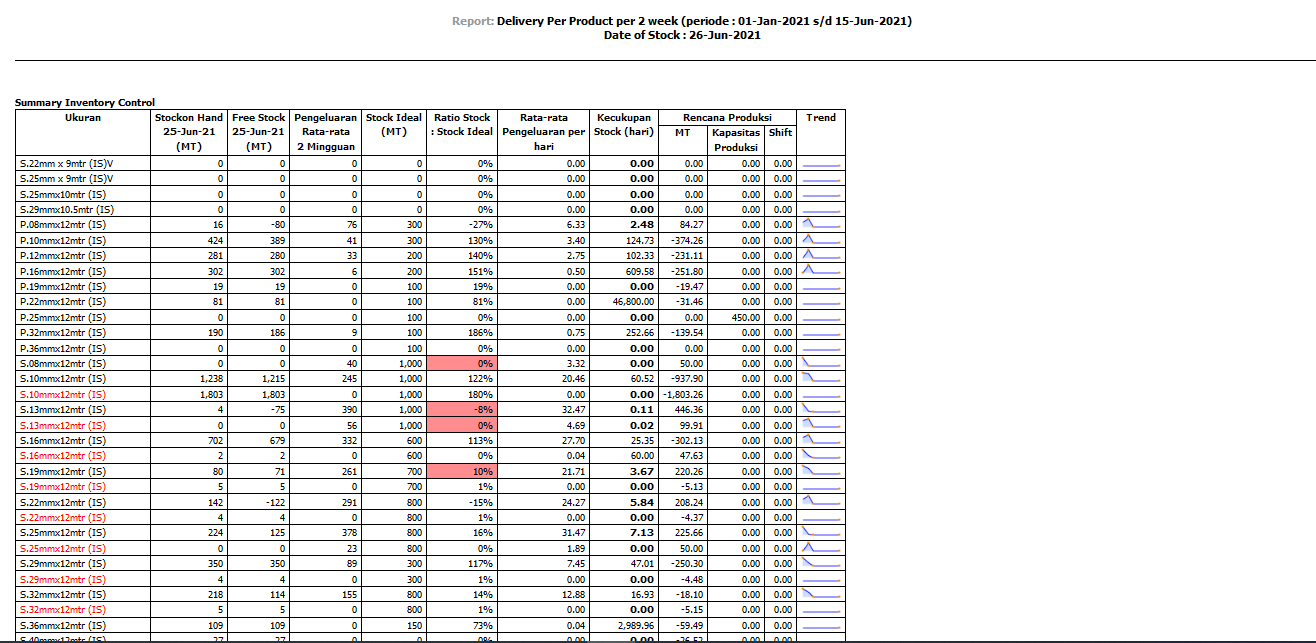 Report: Delivery Per Product per 2 week (periode : 01-Jan-2021 s/d 15-Jun-2021)
Date of Stock : 26-Jun-2021
Summary Inventory Control
Ukuran Stockon Hand 25-Jun-21 (MT) Free Stock 25-Jun-21 (MT) Pengeluaran Rata-rata 2 Mingguan Stock Ideal (MT) Ratio Stock : Stock Ideal Rata-rata Pengeluaran per hari Kecukupan Stock (hari) Rencana Produksi Trend
MT Kapasitas Produksi Shift
S.22mm x 9mtr (IS)V 0 0 0 0 0% 0.00 0.00 0.00 0.00 0.00
S.25mm x 9mtr (IS)V 0 0 0 0 0% 0.00 0.00 0.00 0.00 0.00
S.25mmx10mtr (IS) 0 0 0 0 0% 0.00 0.00 0.00 0.00 0.00
S.29mmx10.5mtr (IS) 0 0 0 0 0% 0.00 0.00 0.00 0.00 0.00
P.08mmx12mtr (IS) 16 -80 76 300 -27% 6.33 2.48 84.27 0.00 0.00
P.10mmx12mtr (IS) 424 389 41 300 130% 3.40 124.73 -374.26 0.00 0.00
P.12mmx12mtr (IS) 281 280 33 200 140% 2.75 102.33 -231.11 0.00 0.00
P.16mmx12mtr (IS) 302 302 6 200 151% 0.50 609.58 -251.80 0.00 0.00
P.19mmx12mtr (IS) 19 19 0 100 19% 0.00 0.00 -19.47 0.00 0.00
P.22mmx12mtr (IS) 81 81 0 100 81% 0.00 46,800.00 -31.46 0.00 0.00
P.25mmx12mtr (IS) 0 0 0 100 0% 0.00 0.00 0.00 450.00 0.00
P.32mmx12mtr (IS) 190 186 9 100 186% 0.75 252.66 -139.54 0.00 0.00
P.36mmx12mtr (IS) 0 0 0 100 0% 0.00 0.00 0.00 0.00 0.00
S.08mmx12mtr (IS) 0 0 40 1,000 0% 3.32 0.00 50.00 0.00 0.00
S.10mmx12mtr (IS) 1,238 1,215 245 1,000 122% 20.46 60.52 -937.90 0.00 0.00
S.10mmx12mtr (IS) 1,803 1,803 0 1,000 180% 0.00 0.00 -1,803.26 0.00 0.00
S.13mmx12mtr (IS) 4 -75 390 1,000 -8% 32.47 0.11 446.36 0.00 0.00
S.13mmx12mtr (IS) 0 0 56 1,000 0% 4.69 0.02 99.91 0.00 0.00
S.16mmx12mtr (IS) 702 679 332 600 113% 27.70 25.35 -302.13 0.00 0.00
S.16mmx12mtr (IS) 2 2 0 600 0% 0.04 60.00 47.63 0.00 0.00
S.19mmx12mtr (IS) 80 71 261 700 10% 21.71 3.67 220.26 0.00 0.00
S.19mmx12mtr (IS) 5 5 0 700 1% 0.00 0.00 -5.13 0.00 0.00
S.22mmx12mtr (IS) 142 -122 291 800 -15% 24.27 5.84 208.24 0.00 0.00
S.22mmx12mtr (IS) 4 4 0 800 1% 0.00 0.00 -4.37 0.00 0.00
S.25mmx12mtr (IS) 224 125 378 800 16% 31.47 7.13 225.66 0.00 0.00
S.25mmx12mtr (IS) 0 0 23 800 0% 1.89 0.00 50.00 0.00 0.00
S.29mmx12mtr (IS) 350 350 89 300 117% 7.45 47.01 -250.30 0.00 0.00
S.29mmx12mtr (IS) 4 4 0 300 1% 0.00 0.00 -4.48 0.00 0.00
S.32mmx12mtr (IS) 218 114 155 800 14% 12.88 16.93 -18.10 0.00 0.00
S.32mmx12mtr (IS) 5 5 0 800 1% 0.00 0.00 -5.15 0.00 0.00
S.36mmx12mtr (IS) 109 109 0 150 73% 0.04 2,989.96 -59.49 0.00 0.00